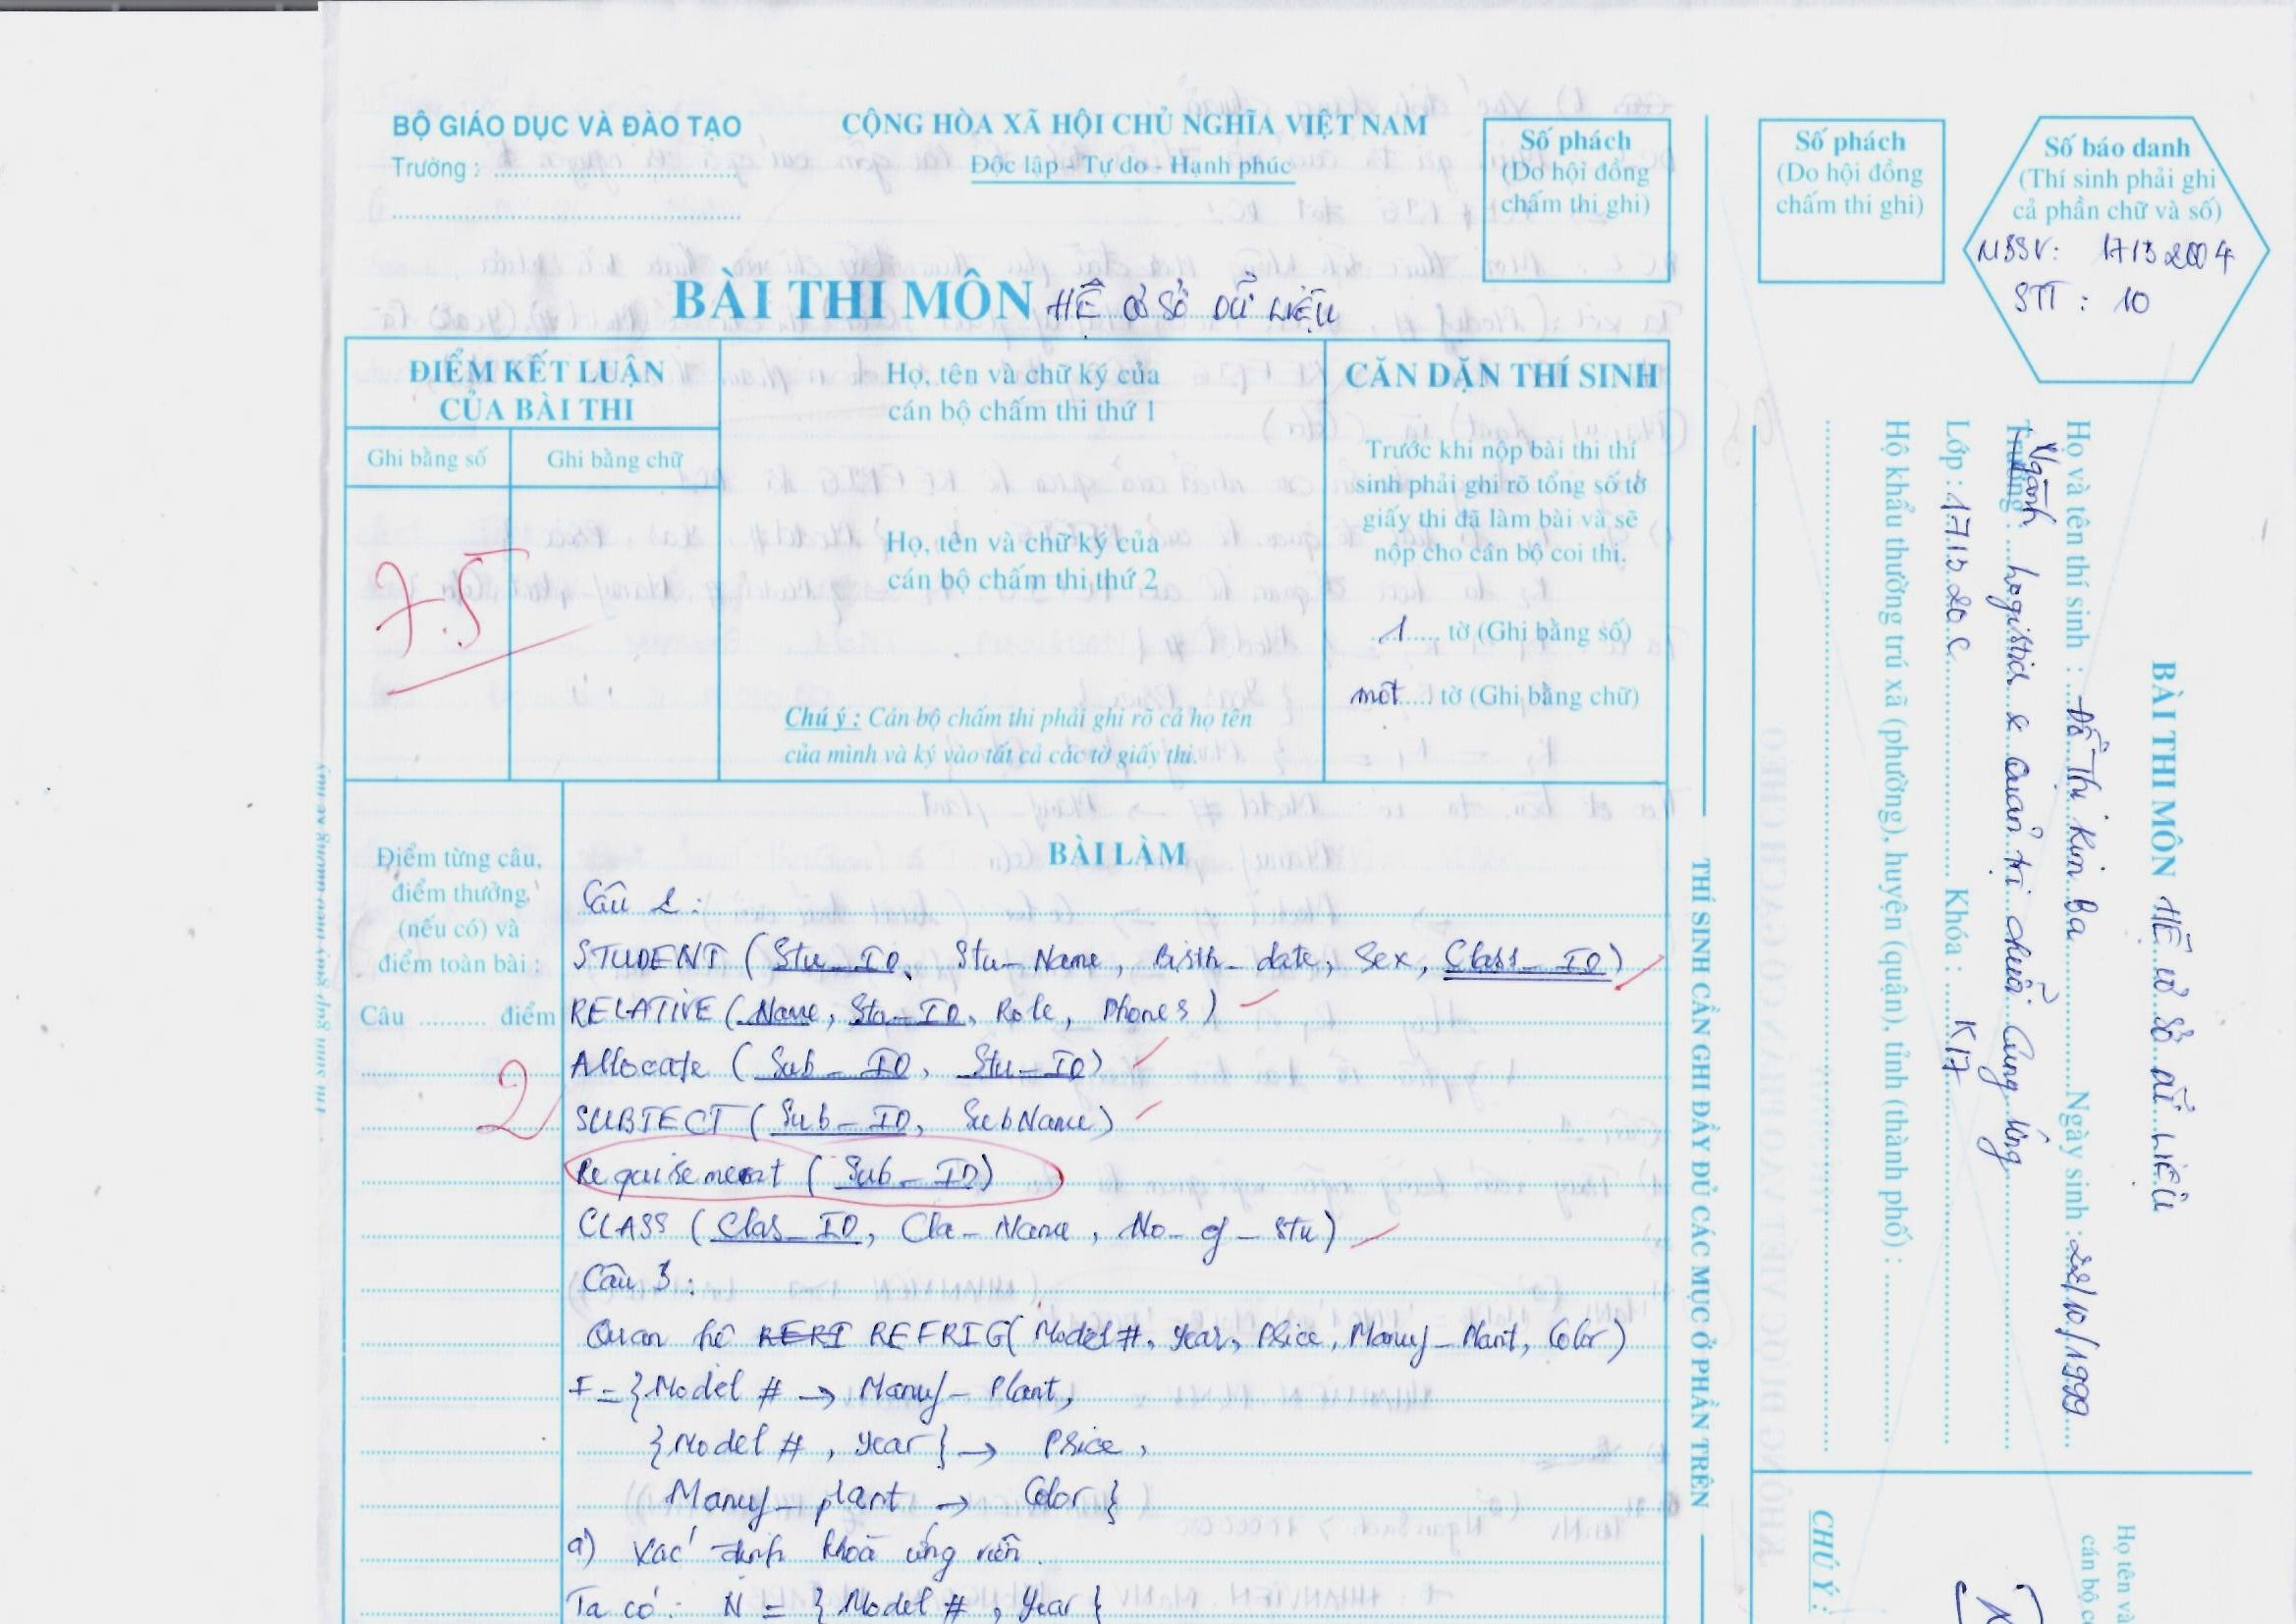 BỘ GIÁO DỤC VÀ ĐÀO TẠO
Trường :
CỘNG HÒA XÃ HỘI CHỦ NGHĨA VIỆT NAM
Độc lập - Tự do - Hạnh phúc
Số phách
(Do hội đồng
chấm thi ghi)
BÀI THI MÔN HỆ CƠ SỞ DỮ LIỆU
ĐIỂM KẾT LUẬN
CỦA BÀI THI
Ghi bằng số
Ghi bằng chữ
7.5
Họ, tên và chữ ký của
cán bộ chấm thi thứ 1
Họ, tên và chữ ký của
cán bộ chấm thi thứ 2
Chú ý : Cán bộ chấm thi phải ghi rõ cả họ tên
của mình và ký vào tất cả các tờ giấy thi.
CĂN DẶN THÍ SINH
Trước khi nộp bài thi thí
sinh phải ghi rõ tổng số tờ
giấy thi đã làm bài và sẽ
nộp cho cán bộ coi thi.
1 tờ (Ghi bằng số)
một tờ (Ghi bằng chữ)
Điểm từng câu,
điểm thưởng
(nếu có) và
điểm toàn bài :
Câu .......... điểm
2
BÀI LÀM
Câu 2 :
STUDENT ( Stu_ID, Stu_Name, Birth_date, Sex, Class_ID)
RELATIVE ( Name, Stu_ID, Role, Phones )
Allocate ( Sub_ID, Stu_ID)
SUBJECT ( Sub_ID, SubName)
Requirement ( Sub_ID)
CLASS ( Clas_ID, Cla_Name, No_of_Stu)
Câu 3 :
Quan hệ REFRIG( Model #, year, Price, Manuf_Plant, Color)
F = { Model # → Manuf_Plant,
{ Model #, year } → Price,
Manuf_plant → Color }
a) Xác định khoá ứng viên.
Ta có : N = { Model #, year }
THÍ SINH CẦN GHI ĐẦY ĐỦ CÁC MỤC Ở PHẦN TRÊN
Số phách
(Do hội đồng
chấm thi ghi)
Số báo danh
(Thí sinh phải ghi
cả phần chữ và số)
MSSV: 17132004
STT : 10
BÀI THI MÔN HỆ CƠ SỞ DỮ LIỆU
Họ và tên thí sinh : Đỗ Thị Kim Ba Ngày sinh : 22/10/1999
Trường : Ngành Logistics & Quản trị chuỗi Cung ứng
Lớp : 171320C Khóa : K17
Hộ khẩu thường trú xã (phường), huyện (quận), tỉnh (thành phố) :
CHÚ Ý :
Họ tên và
cán bộ